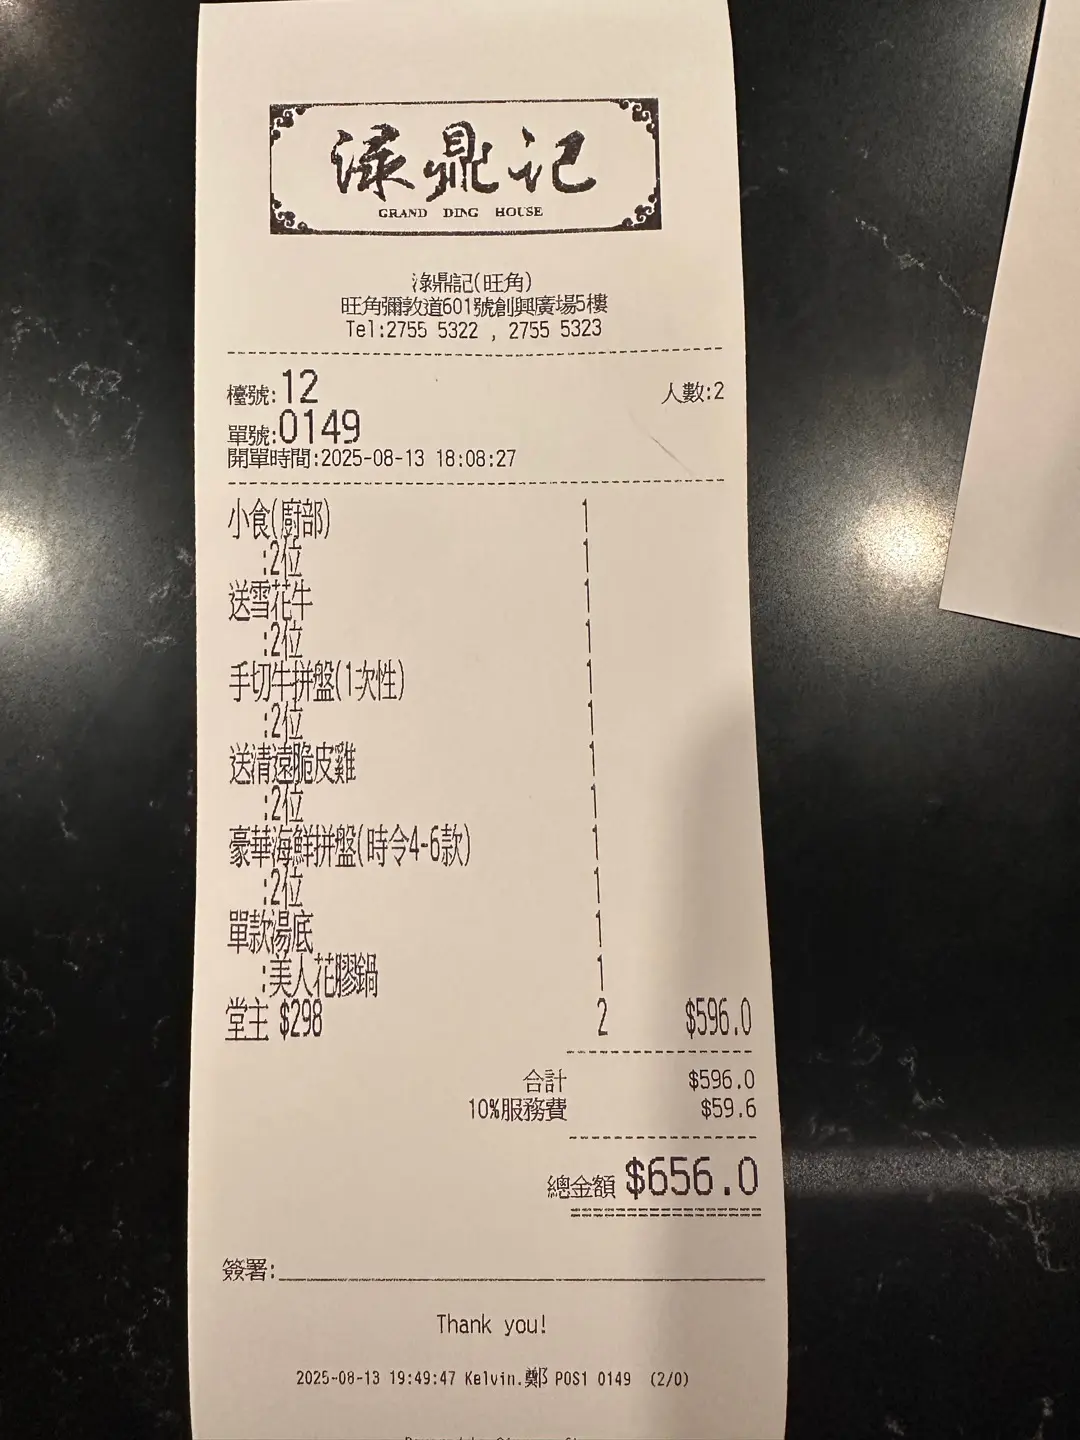 淥鼎记
GRAND DING HOUSE
淥鼎記(旺角)
旺角彌敦道601號創興廣場5樓
Tel:2755 5322 , 2755 5323
檯號:12 人數:2
單號:0149
開單時間:2025-08-13 18:08:27
小食(廚部) 1
:2位 1
送雪花牛 1
:2位 1
手切牛拼盤(1次性) 1
:2位 1
送清遠脆皮雞 1
:2位 1
豪華海鮮拼盤(時令4-6款) 1
:2位 1
單款湯底 1
:美人花膠鍋 1
堂主 $298 2 $596.0
合計 $596.0
10%服務費 $59.6
總金額 $656.0
簽署:
Thank you!
2025-08-13 19:49:47 Kelvin.鄭 POS1 0149 (2/0)